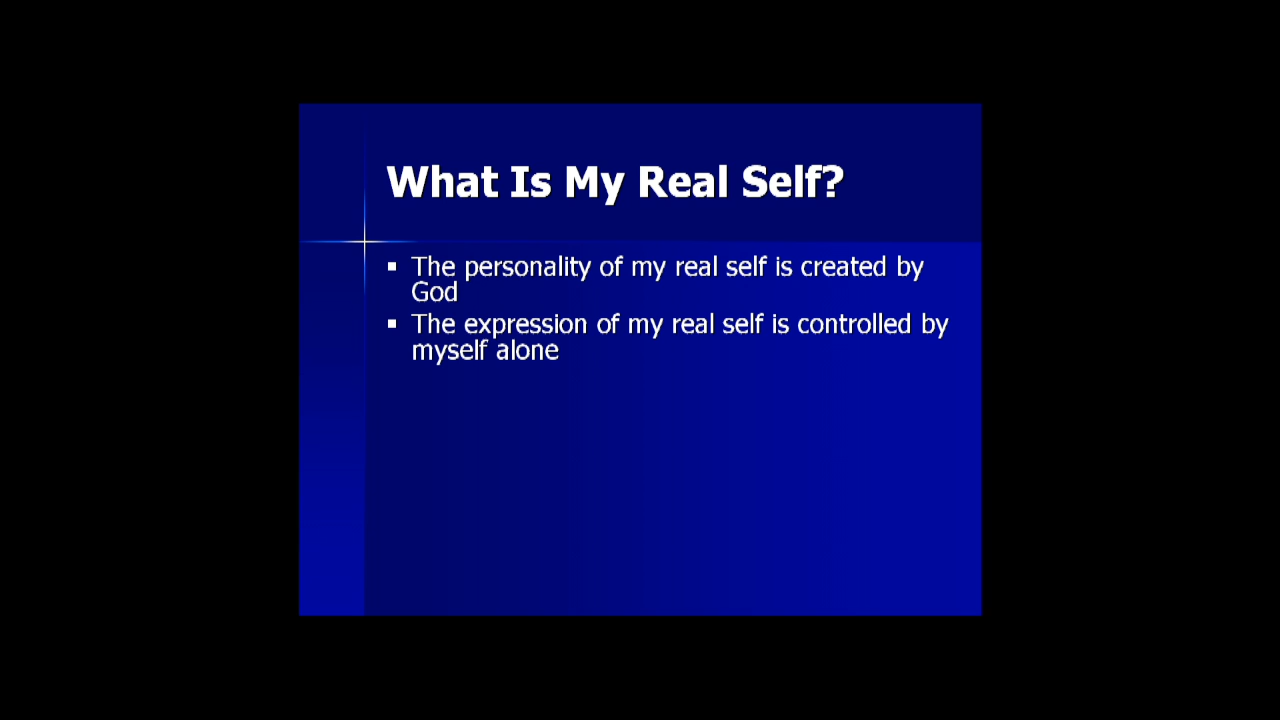 What Is My Real Self?
▪ The personality of my real self is created by
God
▪ The expression of my real self is controlled by
myself alone